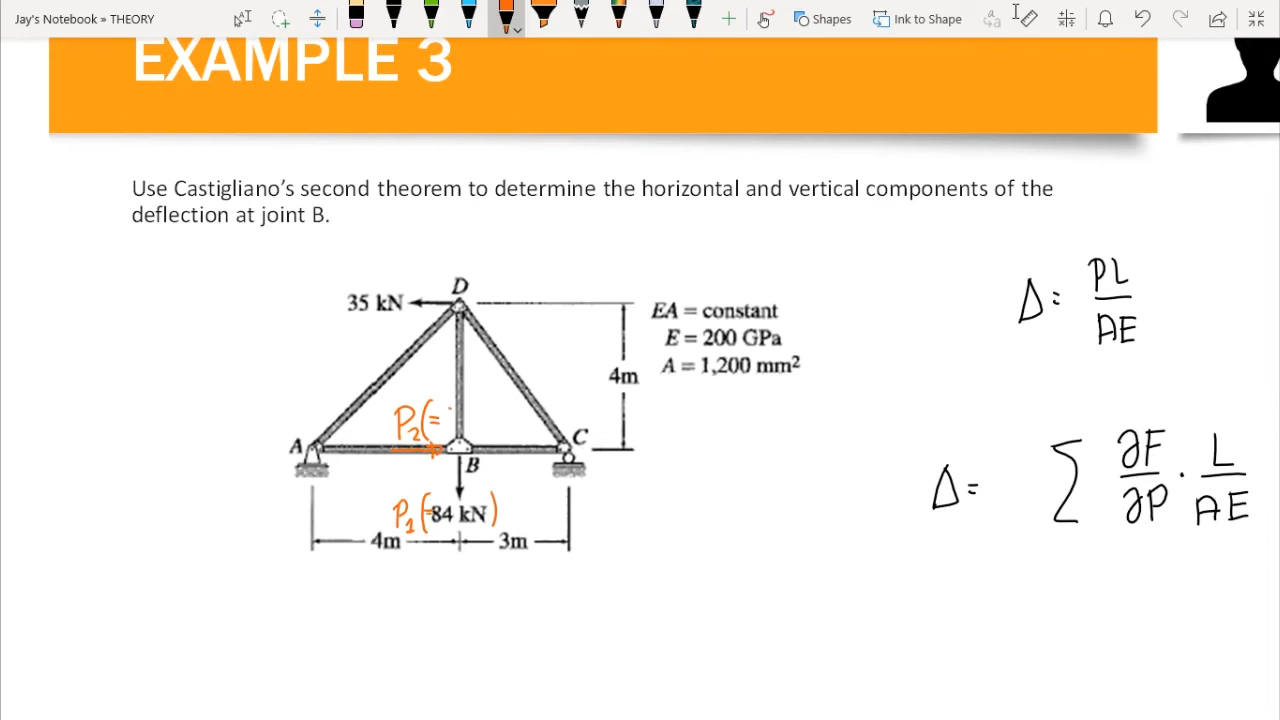 Jay's Notebook » THEORY
Shapes
Ink to Shape
EXAMPLE 3
Use Castigliano's second theorem to determine the horizontal and vertical components of the
deflection at joint B.
D
35 kN
EA = constant
E = 200 GPa
A = 1,200 mm²
4m
P₂(=
A
B
C
P₁(=84 kN)
4m
3m
Δ= PL/AE
Δ= Σ ∂F/∂P · L/AE